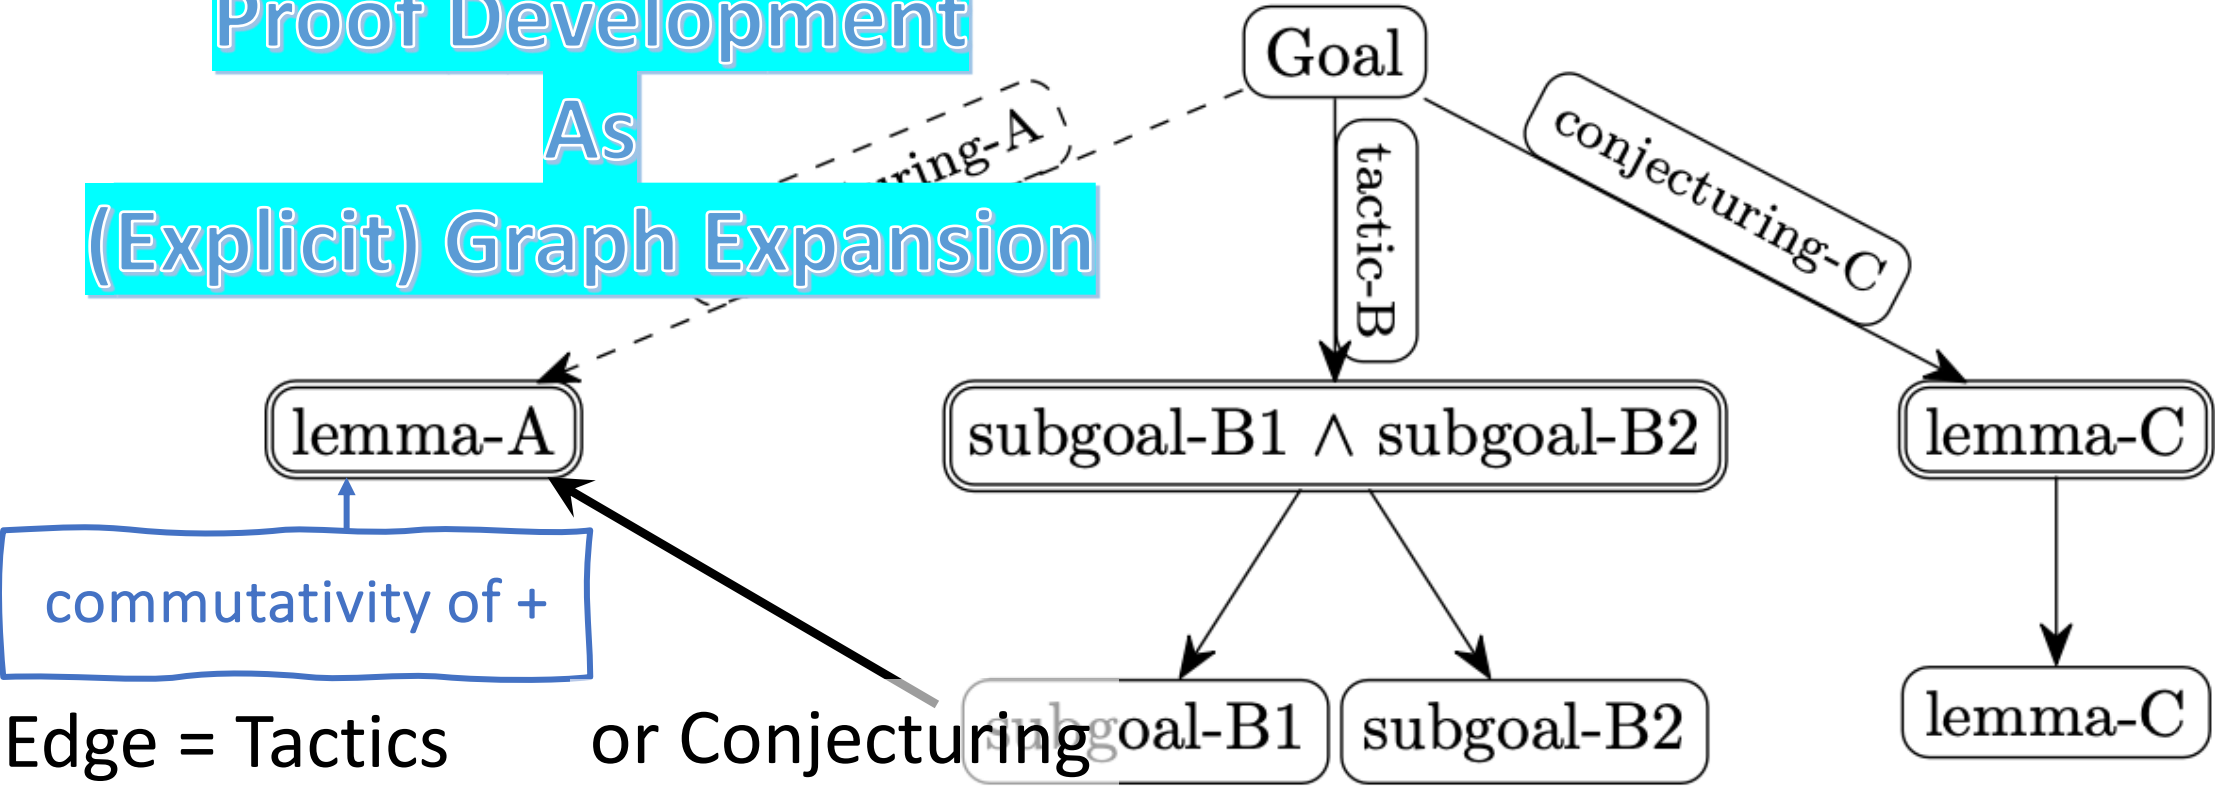 Proof Development
As
(Explicit) Graph Expansion
Goal
tactic-B
conjecturing-C
lemma-A
subgoal-B1 ∧ subgoal-B2
lemma-C
commutativity of +
subgoal-B1
subgoal-B2
lemma-C
Edge = Tactics
or Conjecturing